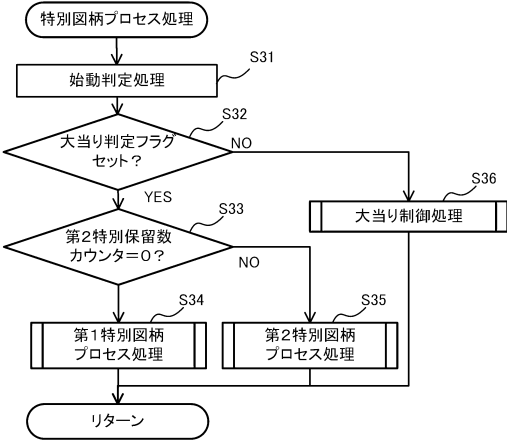 特別図柄プロセス処理
S31
始動判定処理
S32
大当り判定フラグ
セット？
NO
YES
S36
大当り制御処理
S33
第２特別保留数
カウンタ＝０？
NO
S34
第１特別図柄
プロセス処理
S35
第２特別図柄
プロセス処理
リターン